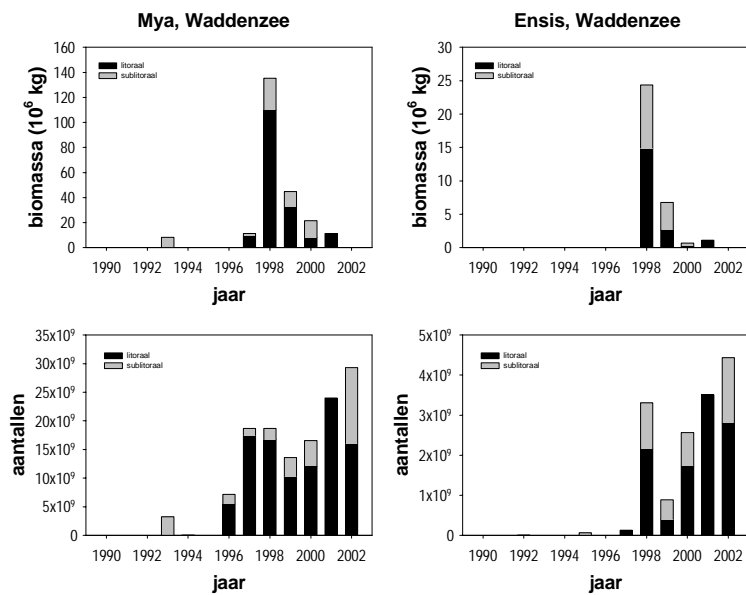 Mya, Waddenzee
160
140
120
100
80
60
40
20
0
biomassa (10⁶ kg)
litoraal
sublitoraal
1990 1992 1994 1996 1998 2000 2002
jaar
Ensis, Waddenzee
30
25
20
15
10
5
0
biomassa (10⁶ kg)
litoraal
sublitoraal
1990 1992 1994 1996 1998 2000 2002
jaar
35x10⁹
30x10⁹
25x10⁹
20x10⁹
15x10⁹
10x10⁹
5x10⁹
0
aantallen
litoraal
sublitoraal
1990 1992 1994 1996 1998 2000 2002
jaar
5x10⁹
4x10⁹
3x10⁹
2x10⁹
1x10⁹
0
aantallen
litoraal
sublitoraal
1990 1992 1994 1996 1998 2000 2002
jaar